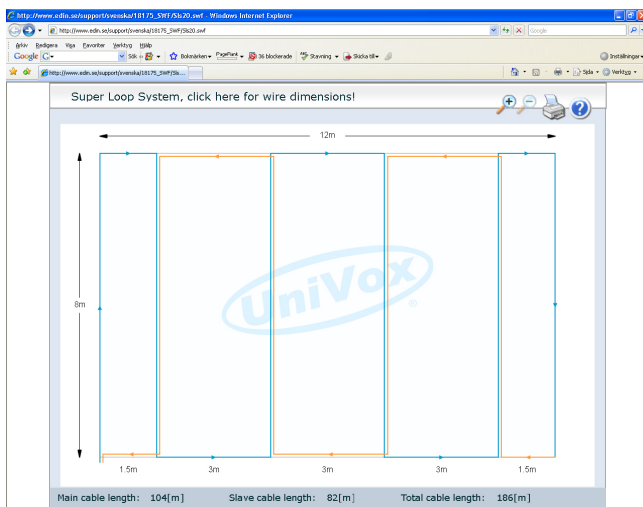 http://www.edin.se/support/svenska/18175_SWF/Sls20.swf - Windows Internet Explorer
http://www.edin.se/support/svenska/18175_SWF/Sls20.swf
Google
Arkiv Redigera Visa Favoriter Verktyg Hjälp
Google Sök Bokmärken PageRank 36 blockerade Stavning Skicka till Inställningar
http://www.edin.se/support/svenska/18175_SWF/Sls... Sida Verktyg
Super Loop System, click here for wire dimensions!
12m
8m
UniVox®
1.5m 3m 3m 3m 1.5m
Main cable length: 104[m] Slave cable length: 82[m] Total cable length: 186[m]